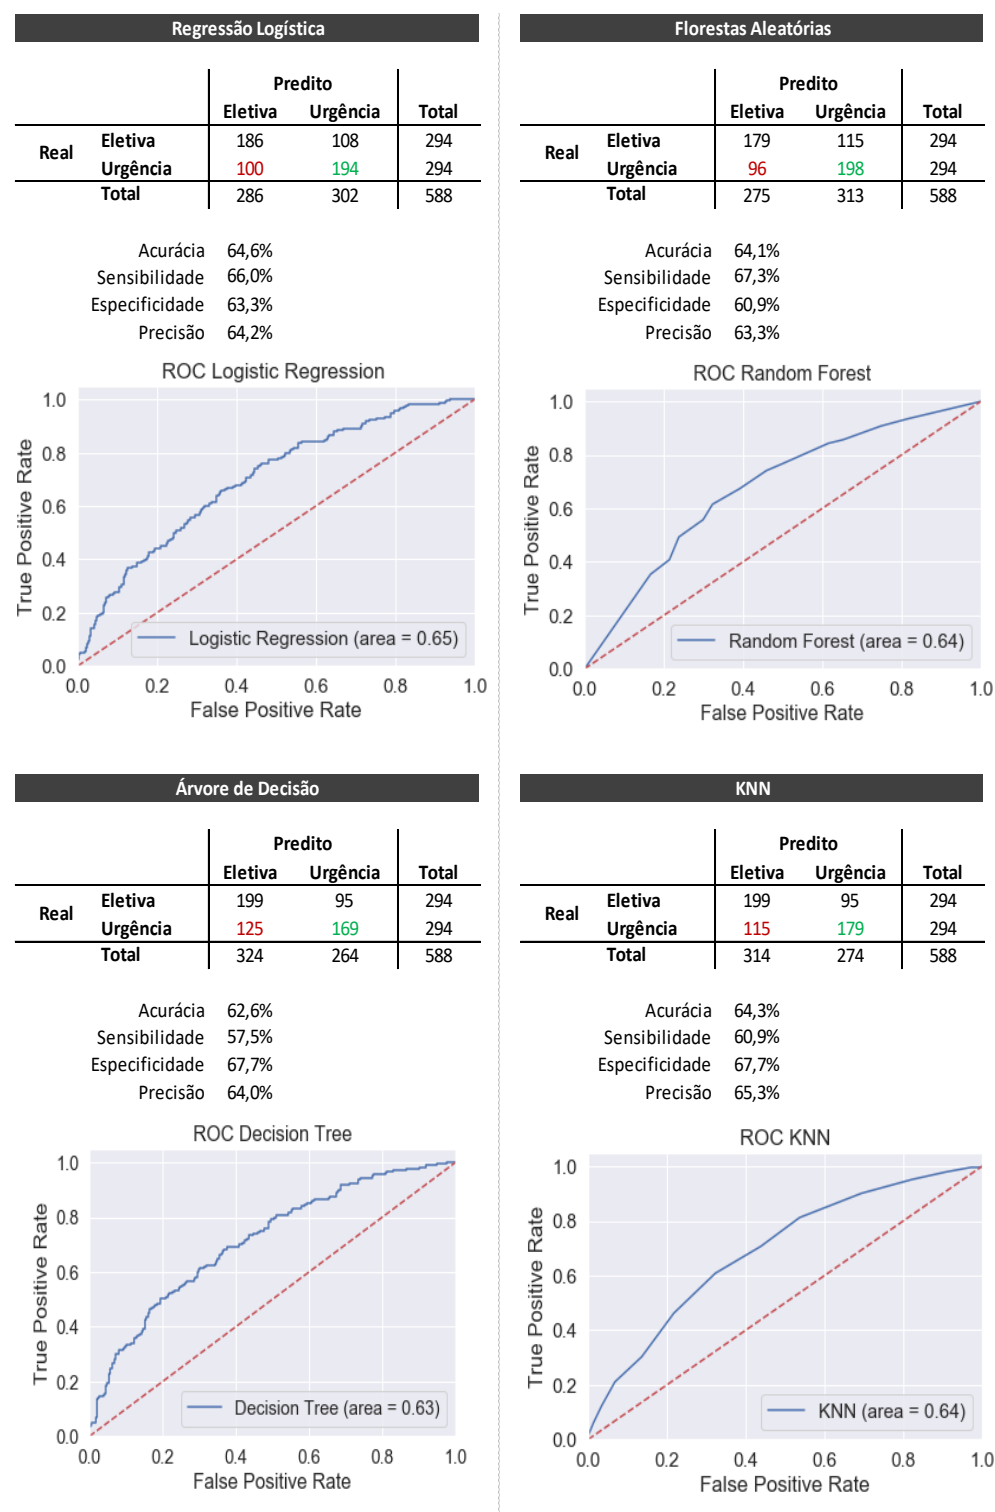 Regressão Logística
Predito
Eletiva Urgência Total
Real
Eletiva 186 108 294
Urgência 100 194 294
Total 286 302 588
Acurácia 64,6%
Sensibilidade 66,0%
Especificidade 63,3%
Precisão 64,2%
ROC Logistic Regression
True Positive Rate
1.0
0.8
0.6
0.4
0.2
0.0
Logistic Regression (area = 0.65)
0.0 0.2 0.4 0.6 0.8 1.0
False Positive Rate
Florestas Aleatórias
Predito
Eletiva Urgência Total
Real
Eletiva 179 115 294
Urgência 96 198 294
Total 275 313 588
Acurácia 64,1%
Sensibilidade 67,3%
Especificidade 60,9%
Precisão 63,3%
ROC Random Forest
True Positive Rate
1.0
0.8
0.6
0.4
0.2
0.0
Random Forest (area = 0.64)
0.0 0.2 0.4 0.6 0.8 1.0
False Positive Rate
Árvore de Decisão
Predito
Eletiva Urgência Total
Real
Eletiva 199 95 294
Urgência 125 169 294
Total 324 264 588
Acurácia 62,6%
Sensibilidade 57,5%
Especificidade 67,7%
Precisão 64,0%
ROC Decision Tree
True Positive Rate
1.0
0.8
0.6
0.4
0.2
0.0
Decision Tree (area = 0.63)
0.0 0.2 0.4 0.6 0.8 1.0
False Positive Rate
KNN
Predito
Eletiva Urgência Total
Real
Eletiva 199 95 294
Urgência 115 179 294
Total 314 274 588
Acurácia 64,3%
Sensibilidade 60,9%
Especificidade 67,7%
Precisão 65,3%
ROC KNN
True Positive Rate
1.0
0.8
0.6
0.4
0.2
0.0
KNN (area = 0.64)
0.0 0.2 0.4 0.6 0.8 1.0
False Positive Rate